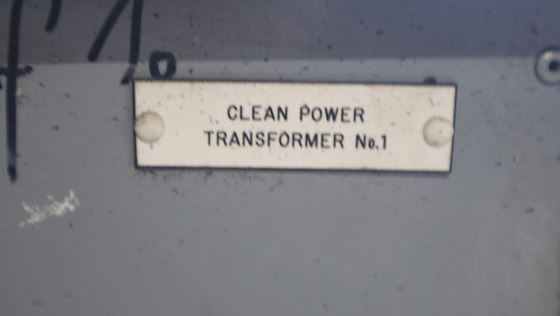 CLEAN POWER
TRANSFORMER No.1